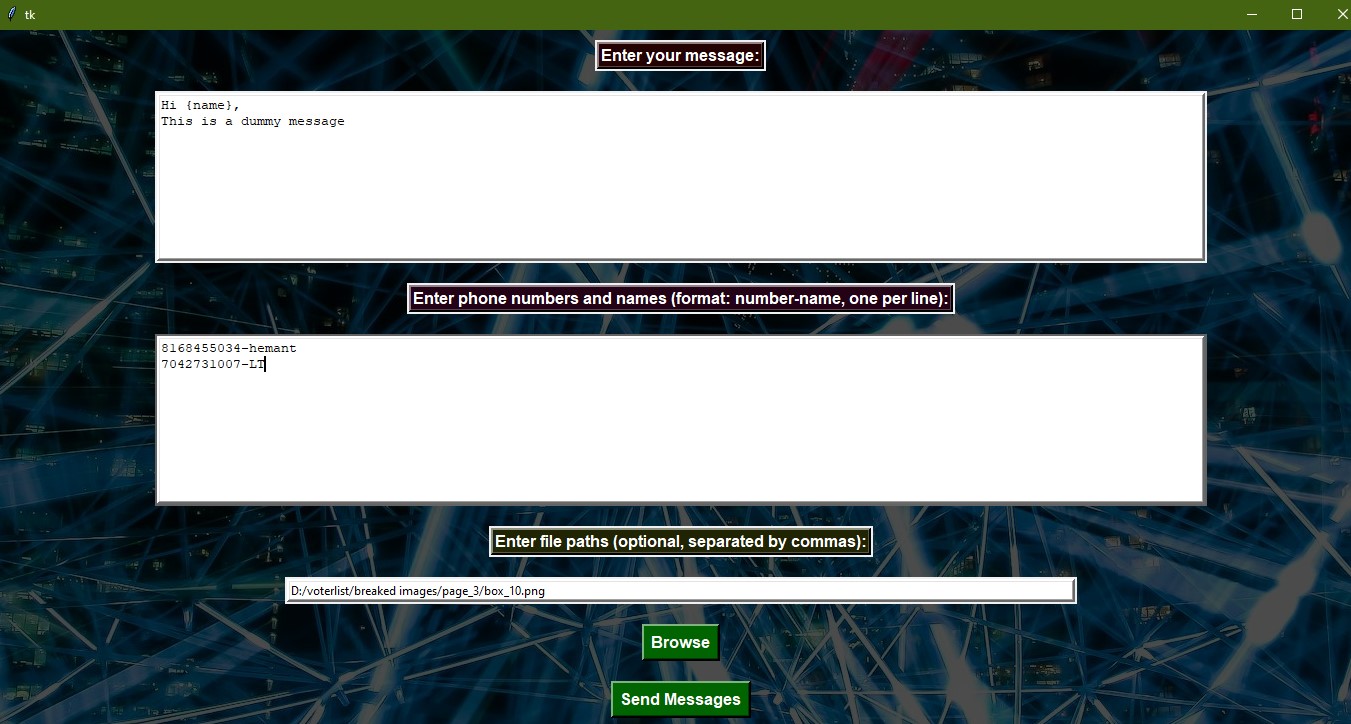 tk
Enter your message:
Hi {name},
This is a dummy message
Enter phone numbers and names (format: number-name, one per line):
8168455034-hemant
7042731007-LT
Enter file paths (optional, separated by commas):
D:/voterlist/breaked images/page_3/box_10.png
Browse
Send Messages